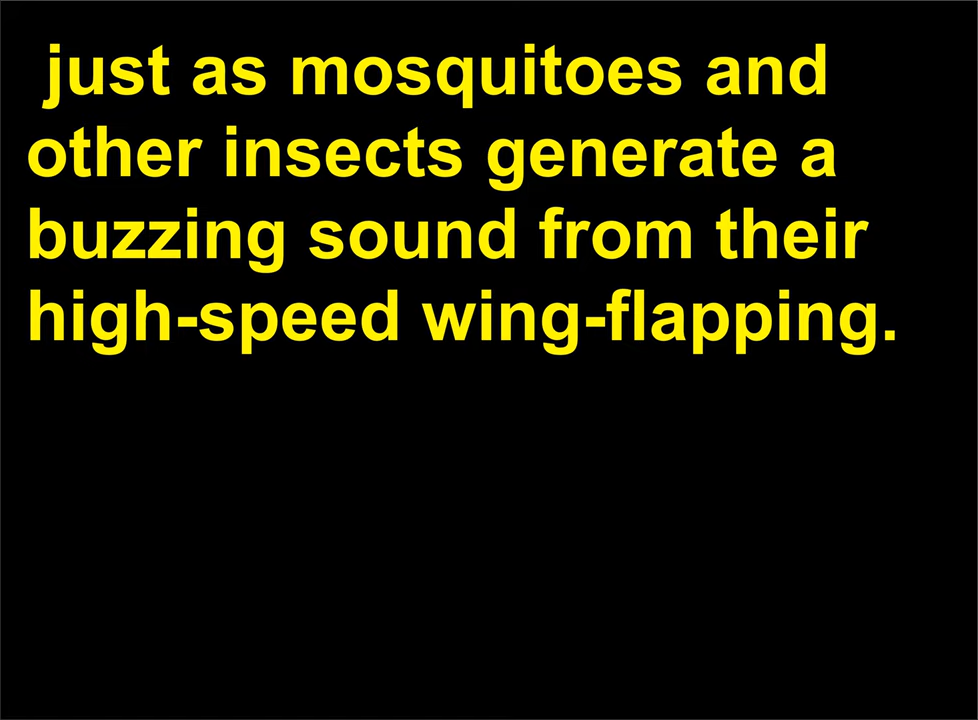 just as mosquitoes and
other insects generate a
buzzing sound from their
high-speed wing-flapping.